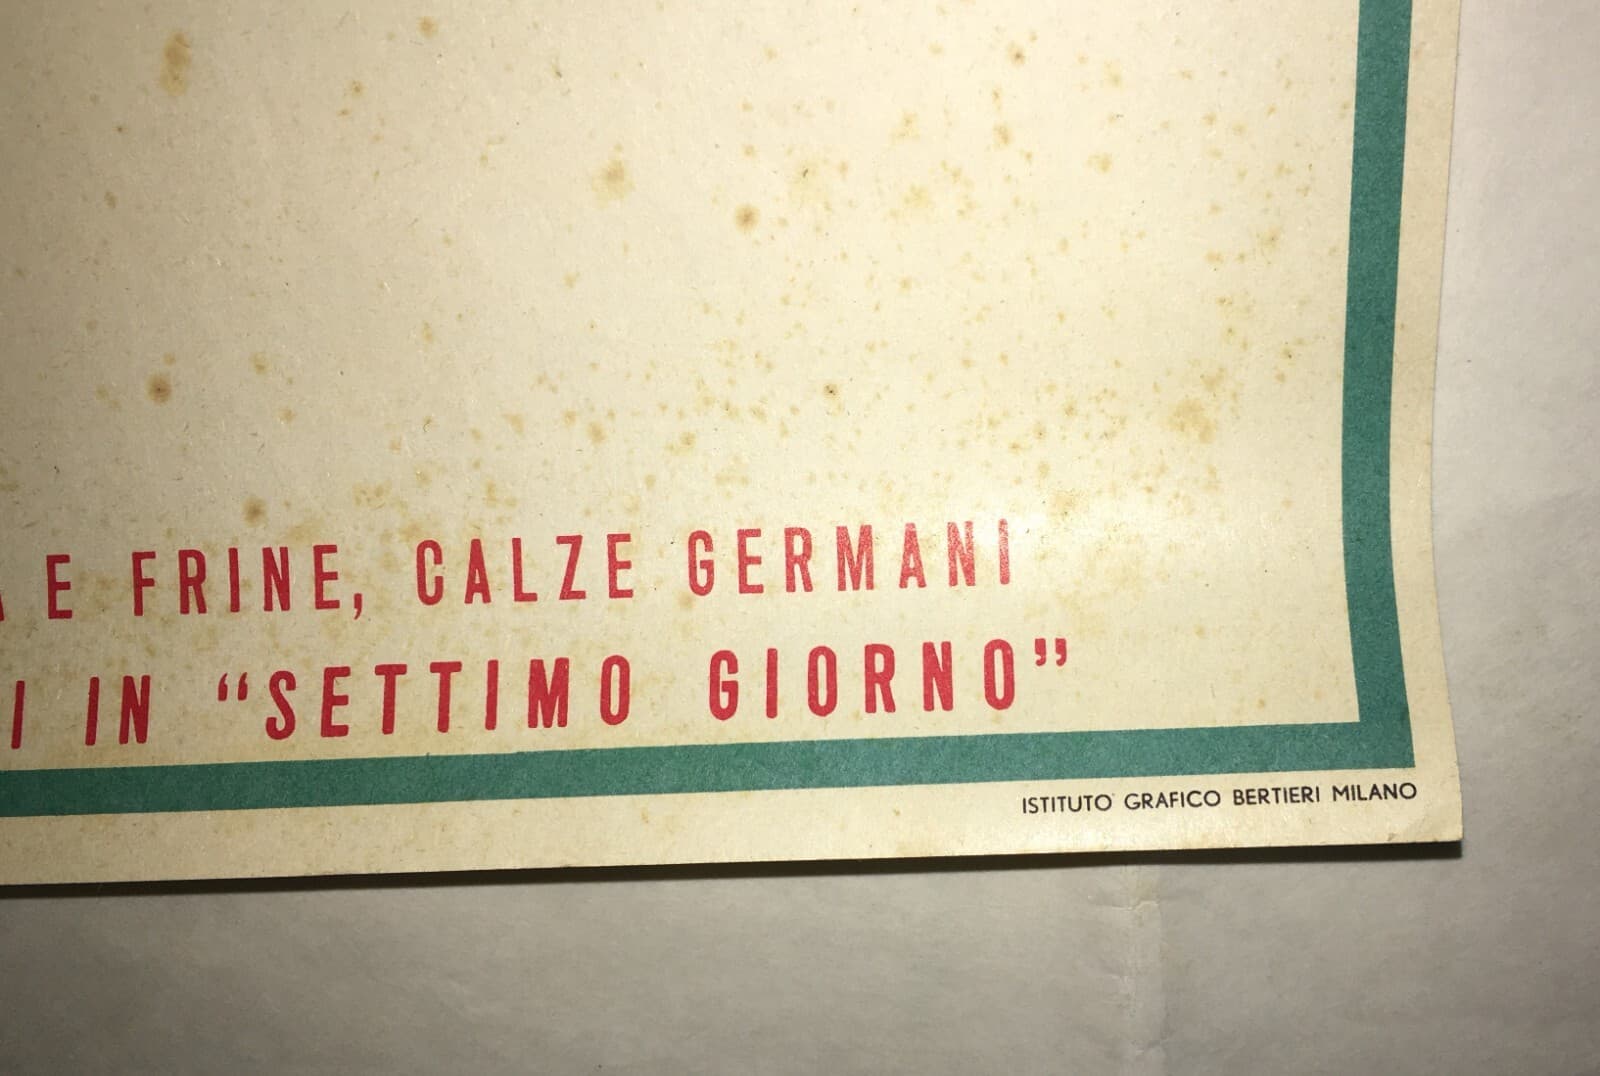 E FRINE, CALZE GERMANI
I IN “SETTIMO GIORNO”
ISTITUTO GRAFICO BERTIERI MILANO